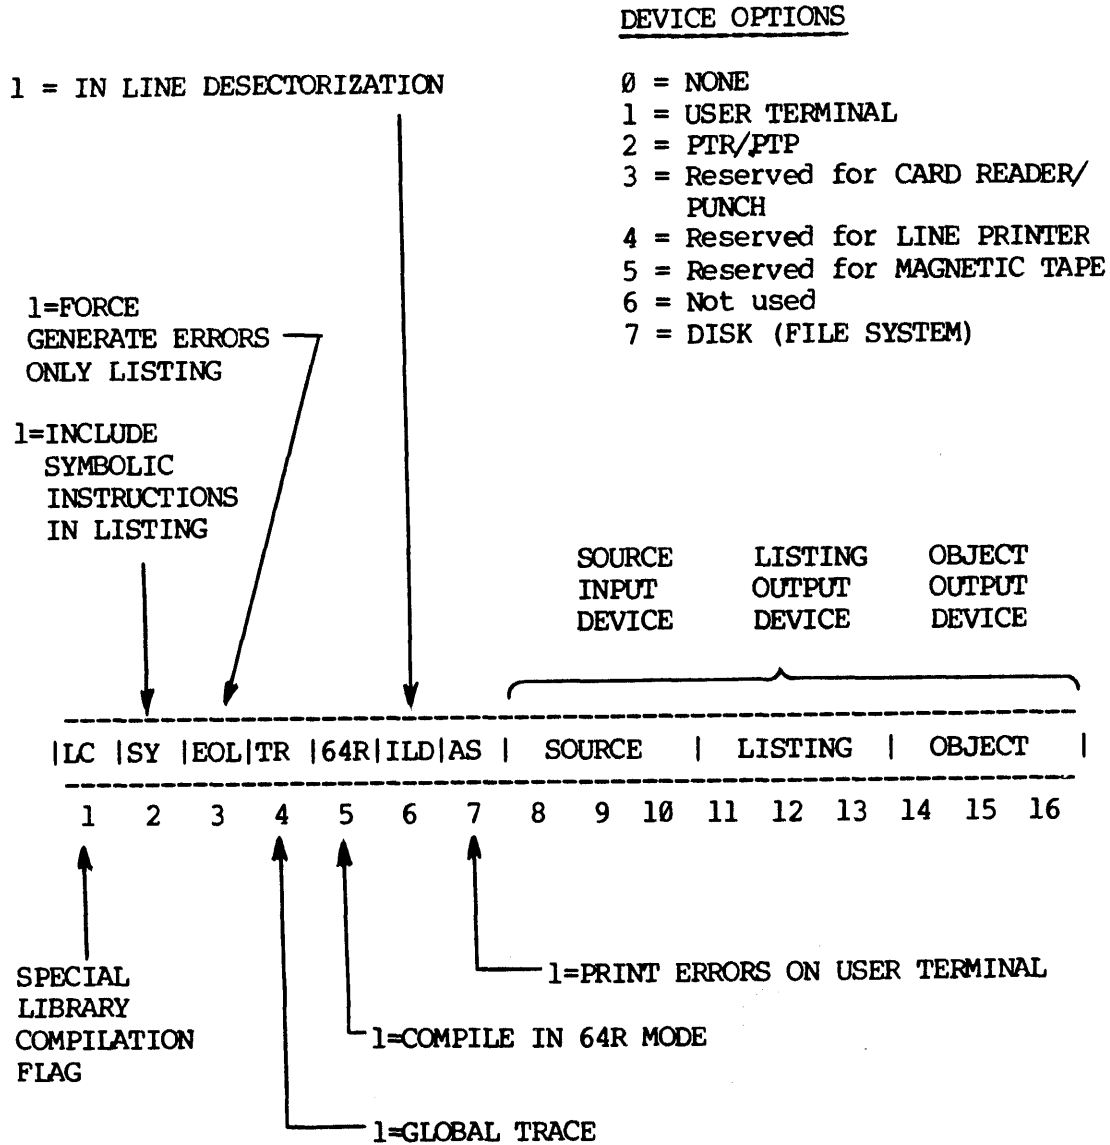 DEVICE OPTIONS
1 = IN LINE DESECTORIZATION
Ø = NONE
1 = USER TERMINAL
2 = PTR/PTP
3 = Reserved for CARD READER/
PUNCH
4 = Reserved for LINE PRINTER
5 = Reserved for MAGNETIC TAPE
6 = Not used
7 = DISK (FILE SYSTEM)
1=FORCE
GENERATE ERRORS
ONLY LISTING
1=INCLUDE
SYMBOLIC
INSTRUCTIONS
IN LISTING
SOURCE LISTING OBJECT
INPUT OUTPUT OUTPUT
DEVICE DEVICE DEVICE
|LC |SY |EOL|TR |64R|ILD|AS | SOURCE | LISTING | OBJECT |
1 2 3 4 5 6 7 8 9 1Ø 11 12 13 14 15 16
SPECIAL
LIBRARY
COMPILATION
FLAG
1=PRINT ERRORS ON USER TERMINAL
1=COMPILE IN 64R MODE
1=GLOBAL TRACE